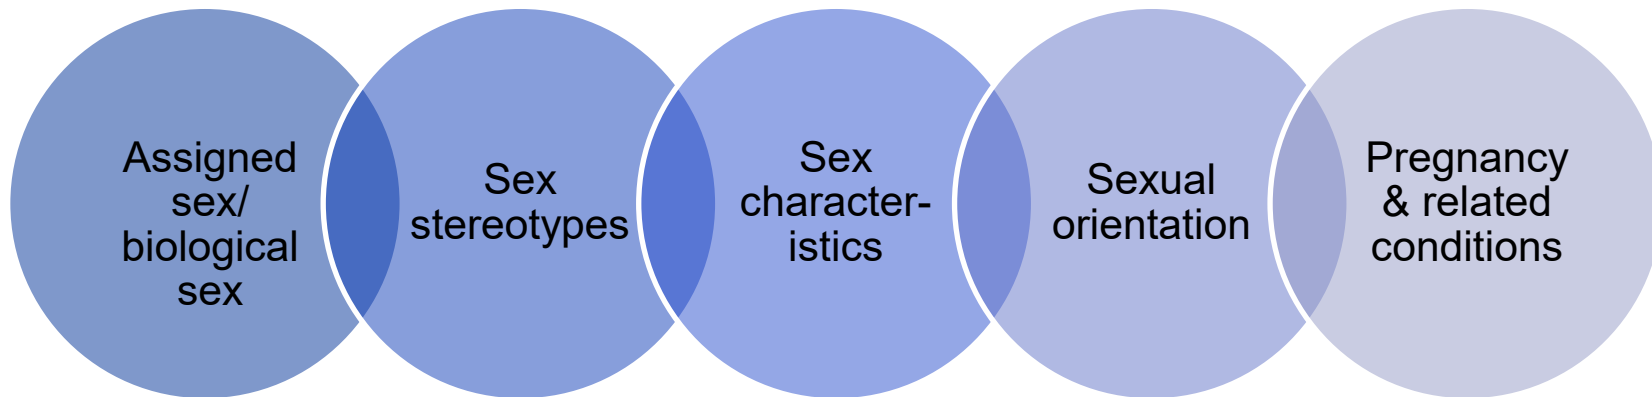 Assigned
sex/
biological
sex
Sex
stereotypes
Sex
character-
istics
Sexual
orientation
Pregnancy
& related
conditions